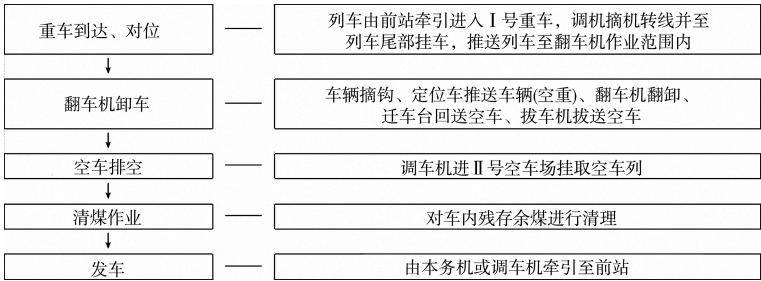 重车到达、对位
列车由前站牵引进入Ⅰ号重车，调机摘机转线并至
列车尾部挂车，推送列车至翻车机作业范围内
翻车机卸车
车辆摘钩、定位车推送车辆(空重)、翻车机翻卸、
迁车台回送空车、拔车机拔送空车
空车排空
调车机进Ⅱ号空车场挂取空车列
清煤作业
对车内残存余煤进行清理
发车
由本务机或调车机牵引至前站